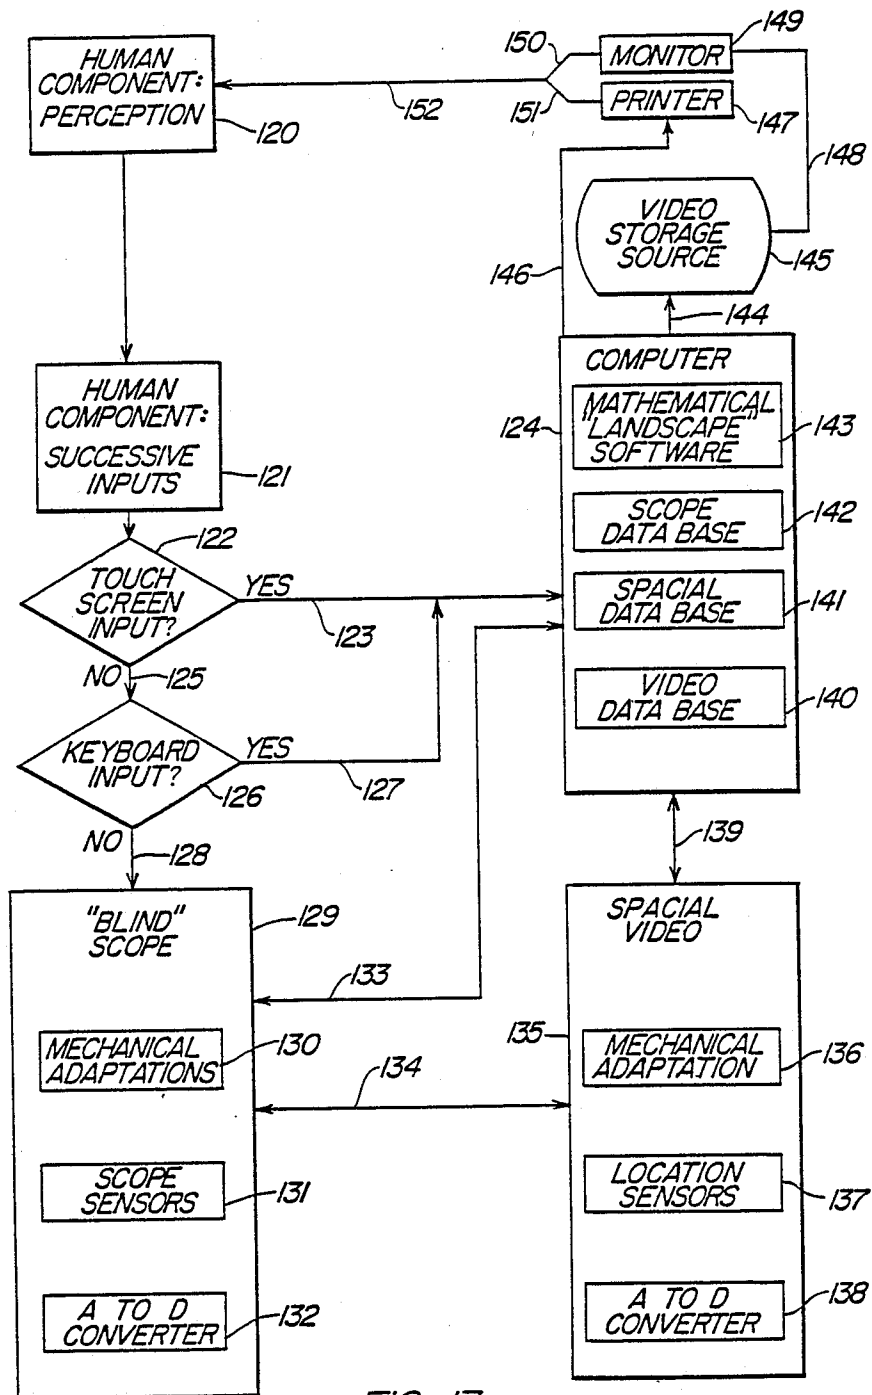 149
150
MONITOR
HUMAN
COMPONENT:
PERCEPTION
120
152
151
PRINTER
147
148
VIDEO
STORAGE
SOURCE
145
146
144
COMPUTER
124
MATHEMATICAL
"LANDSCAPE"
SOFTWARE
143
HUMAN
COMPONENT:
SUCCESSIVE
INPUTS
121
SCOPE
DATA BASE
142
122
TOUCH
SCREEN
INPUT?
YES
123
SPACIAL
DATA BASE
141
NO
125
VIDEO
DATA BASE
140
KEYBOARD
INPUT?
YES
126
127
NO
128
139
"BLIND"
SCOPE
129
SPACIAL
VIDEO
133
135
MECHANICAL
ADAPTATIONS
130
134
MECHANICAL
ADAPTATION
136
SCOPE
SENSORS
131
LOCATION
SENSORS
137
A TO D
CONVERTER
132
A TO D
CONVERTER
138